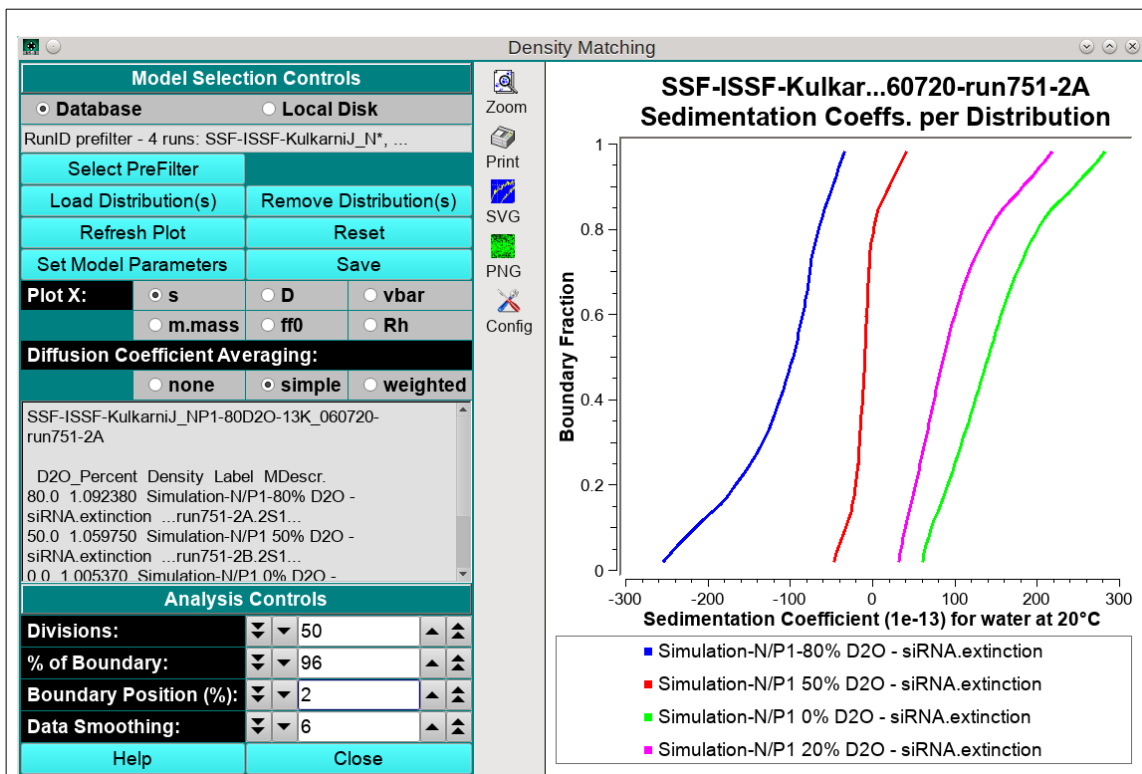 Density Matching
Model Selection Controls
Database
Local Disk
RunID prefilter - 4 runs: SSF-ISSF-KulkarniJ_N*, ...
Select PreFilter
Load Distribution(s)
Remove Distribution(s)
Refresh Plot
Reset
Set Model Parameters
Save
Plot X:
s
D
vbar
m.mass
ff0
Rh
Diffusion Coefficient Averaging:
none
simple
weighted
SSF-ISSF-KulkarniJ_NP1-80D2O-13K_060720-
run751-2A
D2O_Percent Density Label MDescr.
80.0 1.092380 Simulation-N/P1-80% D2O -
siRNA.extinction ...run751-2A.2S1...
50.0 1.059750 Simulation-N/P1 50% D2O -
siRNA.extinction ...run751-2B.2S1...
0.0 1.005370 Simulation-N/P1 0% D2O -
Analysis Controls
Divisions:
50
% of Boundary:
96
Boundary Position (%):
2
Data Smoothing:
6
Help
Close
Zoom
Print
SVG
PNG
Config
SSF-ISSF-Kulkar...60720-run751-2A
Sedimentation Coeffs. per Distribution
Boundary Fraction
1
0.8
0.6
0.4
0.2
0
-300
-200
-100
0
100
200
300
Sedimentation Coefficient (1e-13) for water at 20°C
Simulation-N/P1-80% D2O - siRNA.extinction
Simulation-N/P1 50% D2O - siRNA.extinction
Simulation-N/P1 0% D2O - siRNA.extinction
Simulation-N/P1 20% D2O - siRNA.extinction